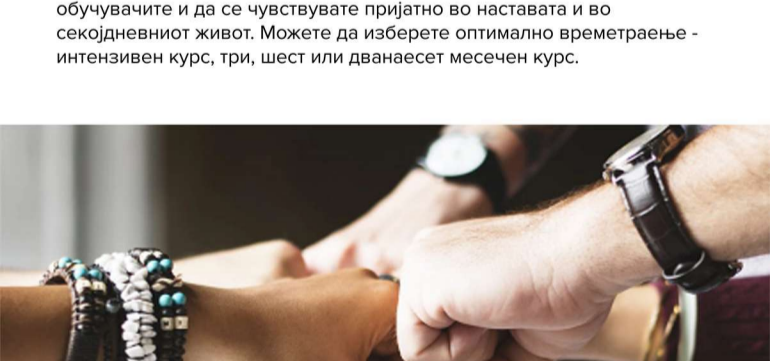 обучувачите и да се чувствувате пријатно во наставата и во
секојдневниот живот. Можете да изберете оптимално времетраење -
интензивен курс, три, шест или дванаесет месечен курс.